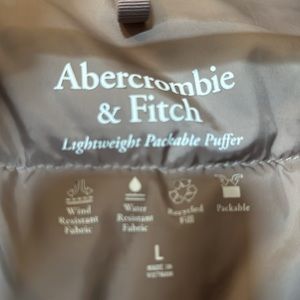 Abercrombie
& Fitch
Lightweight Packable Puffer
Wind
Resistant
Fabric
Water
Resistant
Fabric
Recycled
Fill
Packable
L
MADE IN
VIETNAM